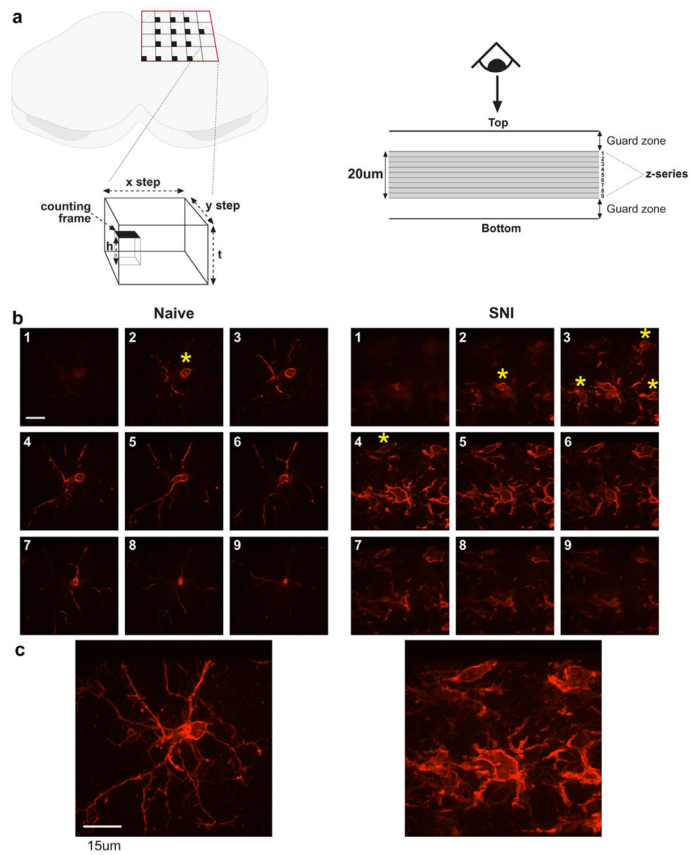 a
Top
Guard zone
1
2
3
4
5
6
7
8
9
20um
z-series
Guard zone
Bottom
x step
y step
counting
frame
h
t
b
Naive
SNI
1
2
*
3
1
2
*
3
*
*
*
4
5
6
4
*
5
6
7
8
9
7
8
9
c
15um